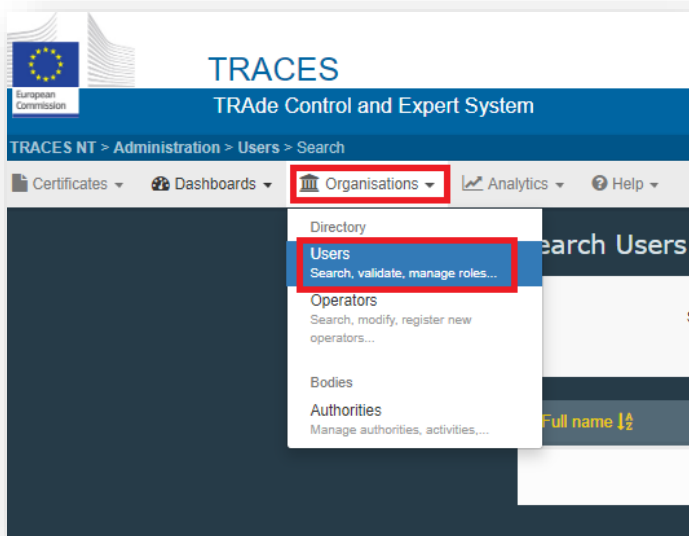 European
Commission
TRACES
TRAde Control and Expert System
TRACES NT > Administration > Users > Search
Certificates Dashboards Organisations Analytics Help
Directory
Users
Search, validate, manage roles...
Operators
Search, modify, register new
operators...
Bodies
Authorities
Manage authorities, activities,...
earch Users
Full name